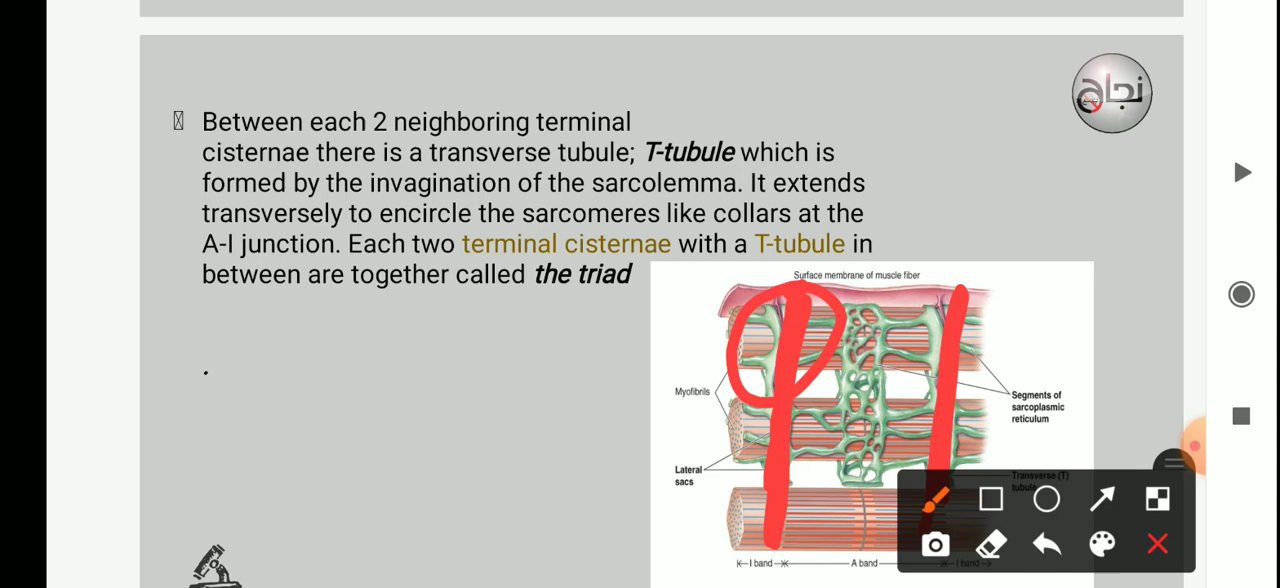 نجاح
Between each 2 neighboring terminal
cisternae there is a transverse tubule; T-tubule which is
formed by the invagination of the sarcolemma. It extends
transversely to encircle the sarcomeres like collars at the
A-I junction. Each two terminal cisternae with a T-tubule in
between are together called the triad
.
Surface membrane of muscle fiber
Myofibrils
Segments of
sarcoplasmic
reticulum
Lateral
sacs
Transverse (T)
tubule
I band
A band
I band